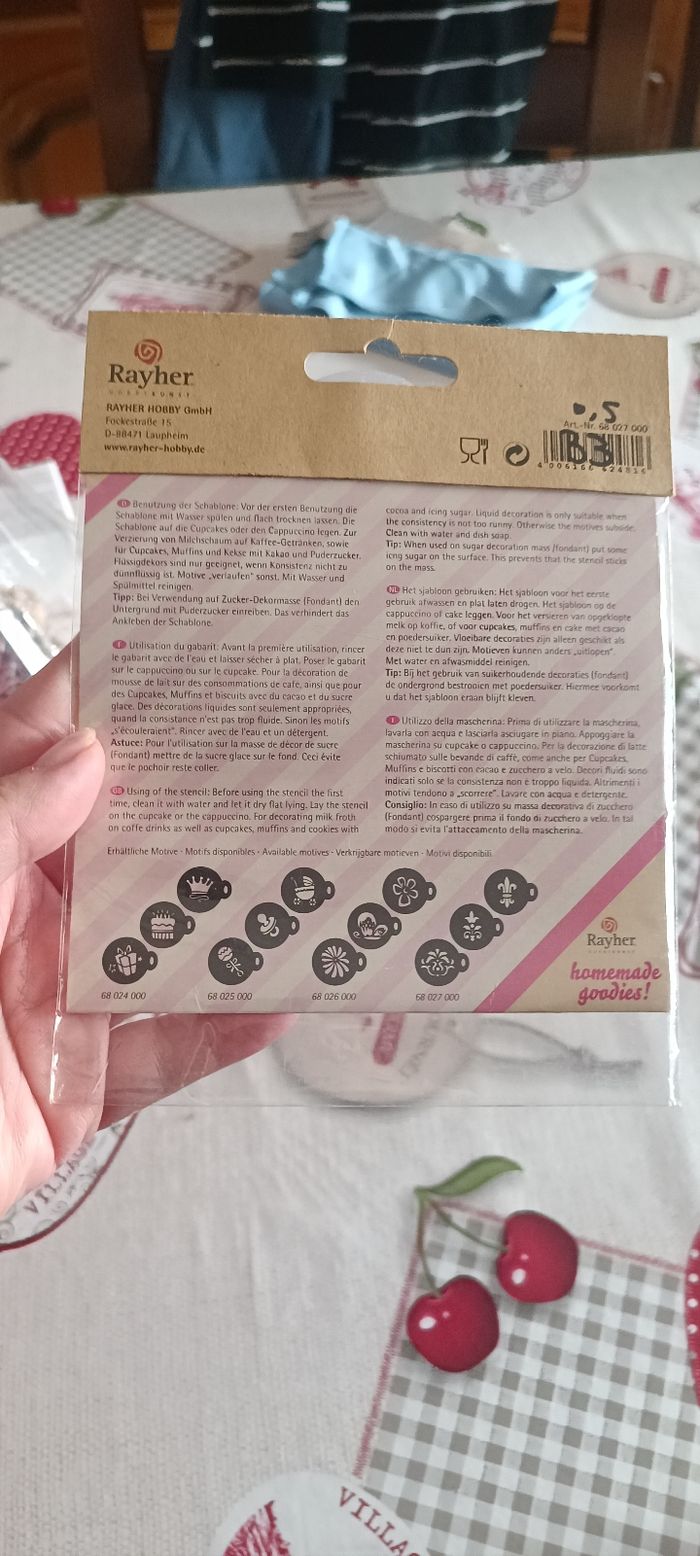 Rayher
HOBBYKUNST
RAYHER HOBBY GmbH
Fockestraße 15
D-88471 Laupheim
www.rayher-hobby.de
0,5
Art.-Nr. 68 027 000
B3
4 006166 624816
D Benutzung der Schablone: Vor der ersten Benutzung die
Schablone mit Wasser spülen und flach trocknen lassen. Die
Schablone auf die Cupcakes oder den Cappuccino legen. Zur
Verzierung von Milchschaum auf Kaffee-Getränken, sowie
für Cupcakes, Muffins und Kekse mit Kakao und Puderzucker.
Flüssigdekors sind nur geeignet, wenn Konsistenz nicht zu
dünnflüssig ist. Motive „verlaufen" sonst. Mit Wasser und
Spülmittel reinigen.
Tipp: Bei Verwendung auf Zucker-Dekormasse (Fondant) den
Untergrund mit Puderzucker einreiben. Das verhindert das
Ankleben der Schablone.
F Utilisation du gabarit: Avant la première utilisation, rincer
le gabarit avec de l'eau et laisser sécher à plat. Poser le gabarit
sur le cappuccino ou sur le cupcake. Pour la décoration de
mousse de lait sur des consommations de café, ainsi que pour
des Cupcakes, Muffins et biscuits avec du cacao et du sucre
glace. Des décorations liquides sont seulement appropriées,
quand la consistance n'est pas trop fluide. Sinon les motifs
„s'écouleraient". Rincer avec de l'eau et un détergent.
Astuce: Pour l'utilisation sur la masse de décor de sucre
(Fondant) mettre de la sucre glace sur le fond. Ceci évite
que le pochoir reste coller.
GB Using of the stencil: Before using the stencil the first
time, clean it with water and let it dry flat lying. Lay the stencil
on the cupcake or the cappuccino. For decorating milk froth
on coffe drinks as well as cupcakes, muffins and cookies with
cocoa and icing sugar. Liquid decoration is only suitable when
the consistency is not too runny. Otherwise the motives subside.
Clean with water and dish soap.
Tip: When used on sugar decoration mass (fondant) put some
icing sugar on the surface. This prevents that the stencil sticks
on the mass.
NL Het sjabloon gebruiken: Het sjabloon voor het eerste
gebruik afwassen en plat laten drogen. Het sjabloon op de
cappuccino of cake leggen. Voor het versieren van opgeklopte
melk op koffie, of voor cupcakes, muffins en cake met cacao
en poedersuiker. Vloeibare decoraties zijn alleen geschikt als
deze niet te dun zijn. Motieven kunnen anders „uitlopen".
Met water en afwasmiddel reinigen.
Tip: Bij het gebruik van suikerhoudende decoraties (fondant)
de ondergrond bestrooien met poedersuiker. Hiermee voorkomt
u dat het sjabloon eraan blijft kleven.
I Utilizzo della mascherina: Prima di utilizzare la mascherina,
lavarla con acqua e lasciarla asciugare in piano. Appoggiare la
mascherina su cupcake o cappuccino. Per la decorazione di latte
schiumato sulle bevande di caffè, come anche per Cupcakes,
Muffins e biscotti con cacao e zucchero a velo. Decori fluidi sono
indicati solo se la consistenza non è troppo liquida. Altrimenti i
motivi tendono a „scorrere". Lavare con acqua e detergente.
Consiglio: In caso di utilizzo su massa decorativa di zucchero
(Fondant) cospargere prima il fondo di zucchero a velo. In tal
modo si evita l'attaccamento della mascherina.
Erhältliche Motive · Motifs disponibles · Available motives · Verkrijgbare motieven · Motivi disponibili
68 024 000
68 025 000
68 026 000
68 027 000
Rayher
homemade
goodies!
VILLAGE
VILLAG